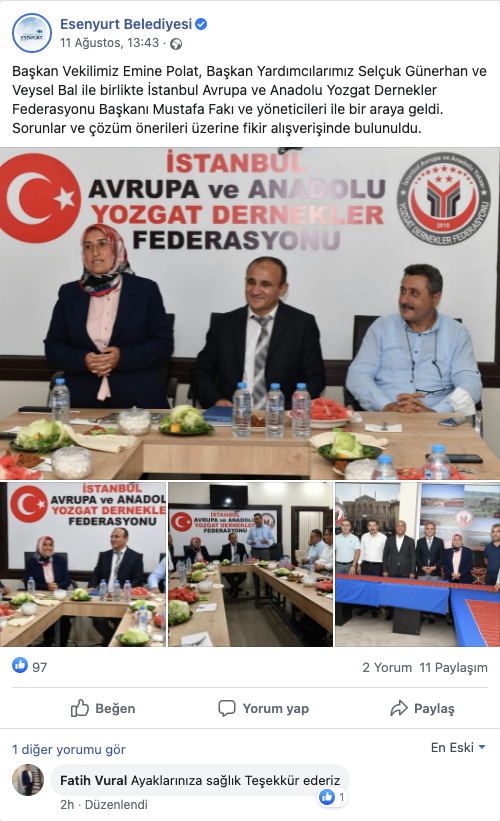 Esenyurt Belediyesi
11 Ağustos, 13:43 ·
Başkan Vekilimiz Emine Polat, Başkan Yardımcılarımız Selçuk Günerhan ve
Veysel Bal ile birlikte İstanbul Avrupa ve Anadolu Yozgat Dernekler
Federasyonu Başkanı Mustafa Fakı ve yöneticileri ile bir araya geldi.
Sorunlar ve çözüm önerileri üzerine fikir alışverişinde bulunuldu.
İSTANBUL
AVRUPA ve ANADOLU
YOZGAT DERNEKLER
FEDERASYONU
İSTANBUL
AVRUPA ve ANADOL
YOZGAT DERNEKLE
FEDERASYONU
97
2 Yorum 11 Paylaşım
Beğen
Yorum yap
Paylaş
1 diğer yorumu gör
En Eski
Fatih Vural Ayaklarınıza sağlık Teşekkür ederiz
1
2h · Düzenlendi